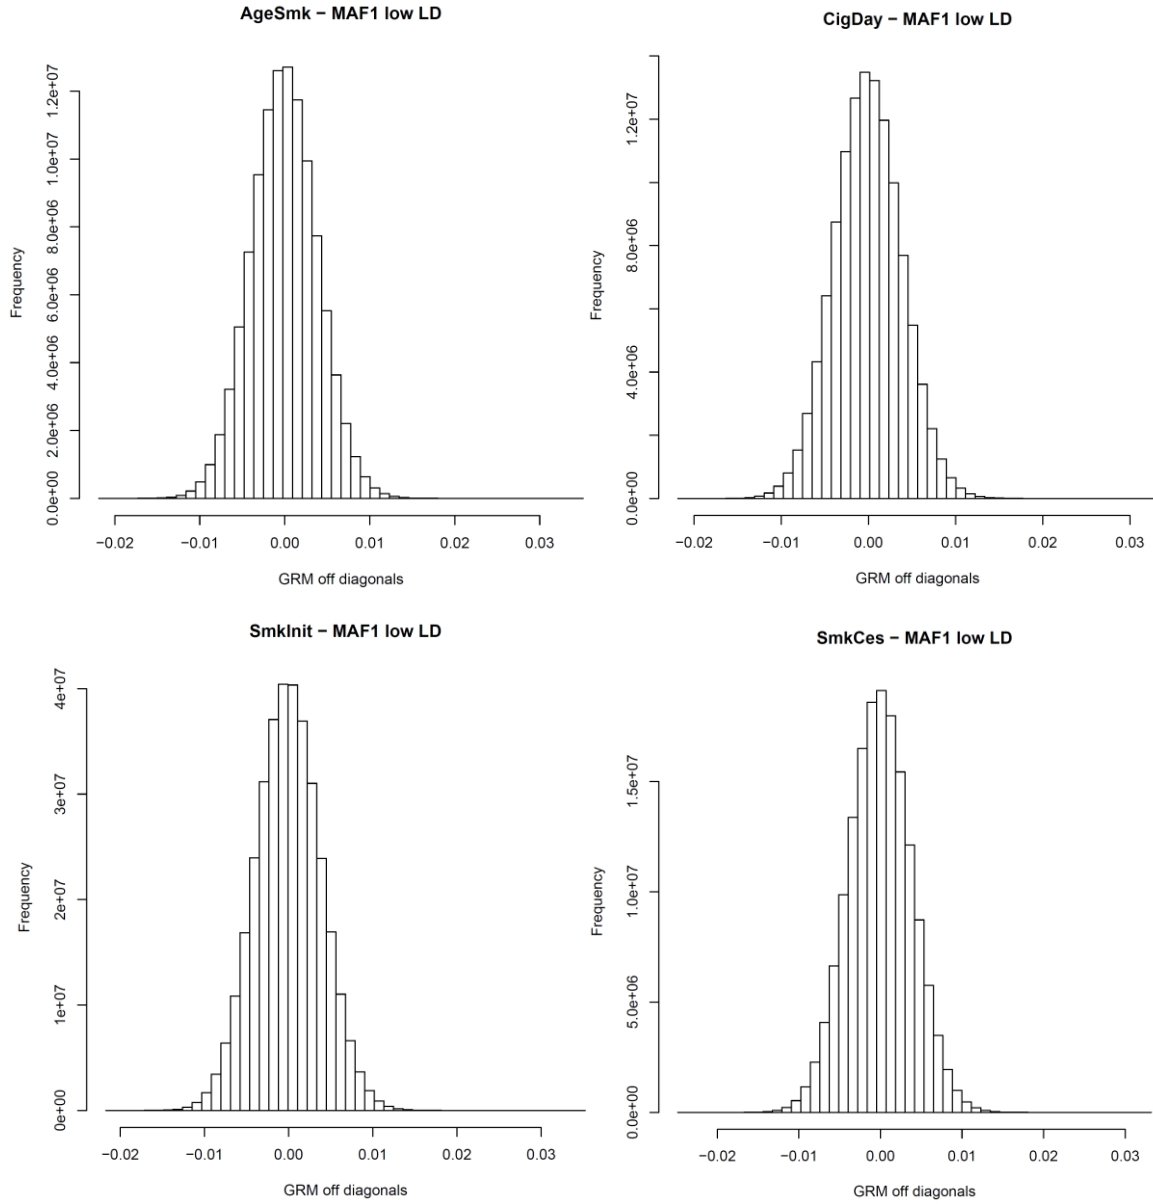 AgeSmk − MAF1 low LD
Frequency
0.0e+00 2.0e+06 4.0e+06 6.0e+06 8.0e+06 1.0e+07 1.2e+07
−0.02 −0.01 0.00 0.01 0.02 0.03
GRM off diagonals
CigDay − MAF1 low LD
Frequency
0.0e+00 4.0e+06 8.0e+06 1.2e+07
−0.02 −0.01 0.00 0.01 0.02 0.03
GRM off diagonals
SmkInit − MAF1 low LD
Frequency
0e+00 1e+07 2e+07 3e+07 4e+07
−0.02 −0.01 0.00 0.01 0.02 0.03
GRM off diagonals
SmkCes − MAF1 low LD
Frequency
0.0e+00 5.0e+06 1.0e+07 1.5e+07
−0.02 −0.01 0.00 0.01 0.02 0.03
GRM off diagonals